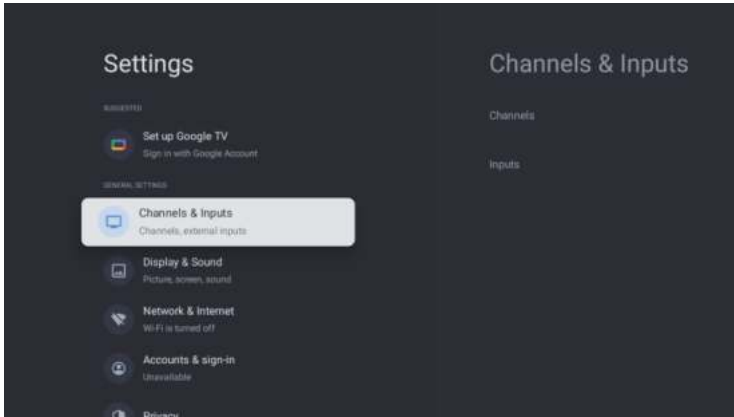 Settings
Channels & Inputs
SUGGESTED
Channels
Set up Google TV
Sign in with Google Account
Inputs
GENERAL SETTINGS
Channels & Inputs
Channels, external inputs
Display & Sound
Picture, screen, sound
Network & Internet
Wi-Fi is turned off
Accounts & sign-in
Unavailable
Privacy